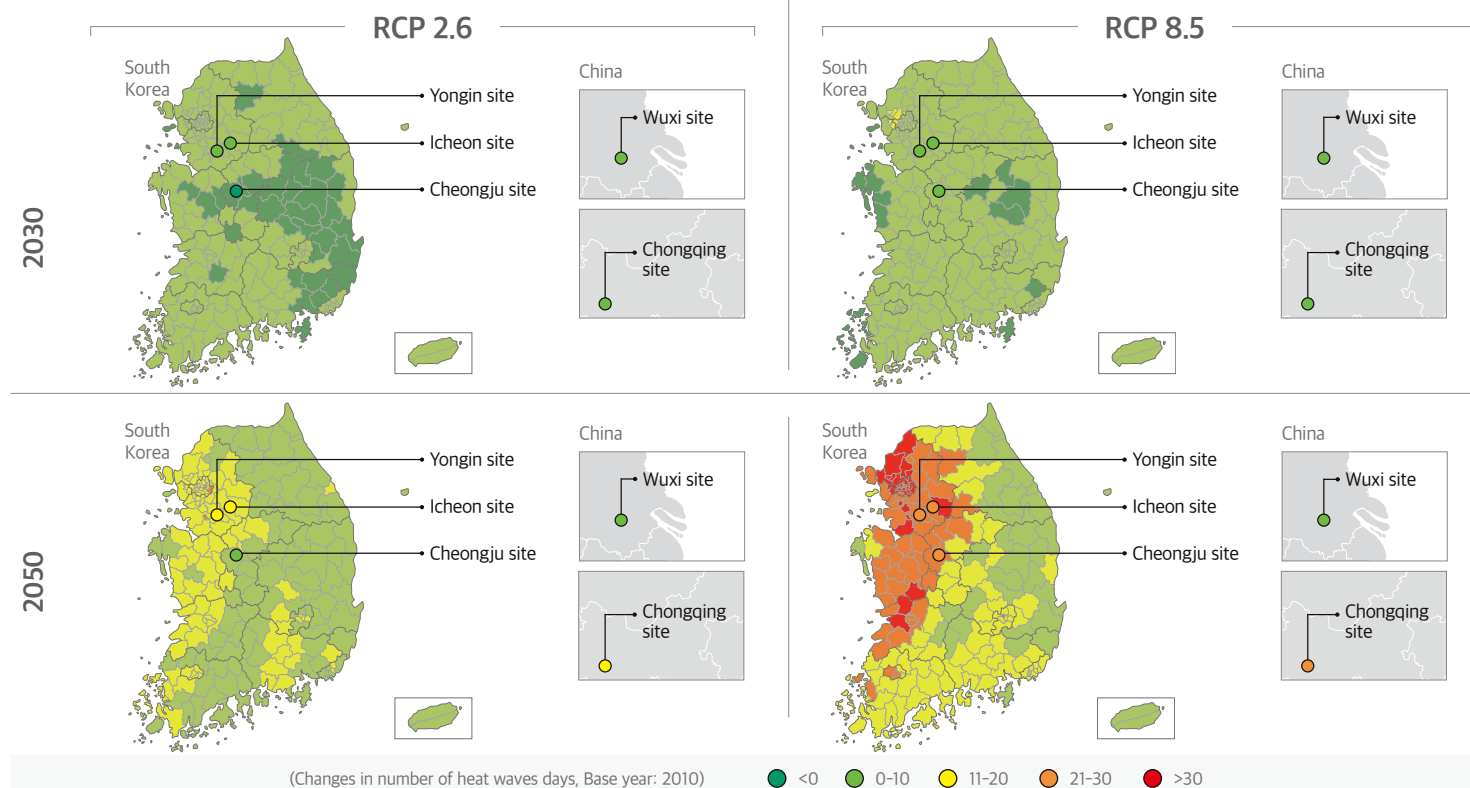 RCP 2.6
RCP 8.5
2030
South
Korea
Yongin site
Icheon site
Cheongju site
China
Wuxi site
Chongqing
site
South
Korea
Yongin site
Icheon site
Cheongju site
China
Wuxi site
Chongqing
site
2050
South
Korea
Yongin site
Icheon site
Cheongju site
China
Wuxi site
Chongqing
site
South
Korea
Yongin site
Icheon site
Cheongju site
China
Wuxi site
Chongqing
site
(Changes in number of heat waves days, Base year: 2010) <0 0-10 11-20 21-30 >30